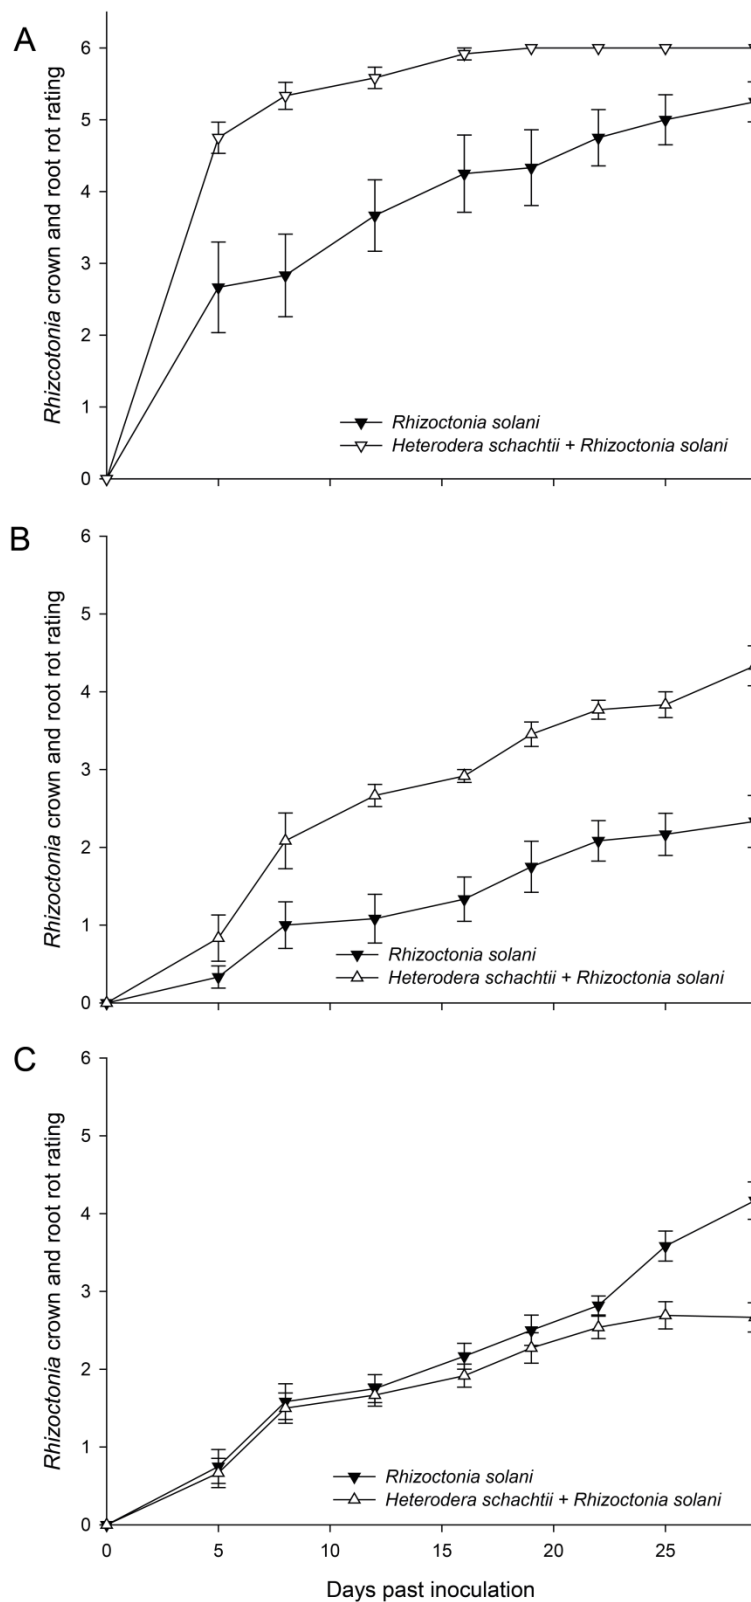 A
Rhizcotonia crown and root rot rating
6
5
4
3
2
1
0
Rhizoctonia solani
Heterodera schachtii + Rhizoctonia solani
B
Rhizoctonia crown and root rot rating
6
5
4
3
2
1
0
Rhizoctonia solani
Heterodera schachtii + Rhizoctonia solani
C
Rhizoctonia crown and root rot rating
6
5
4
3
2
1
0
Rhizoctonia solani
Heterodera schachtii + Rhizoctonia solani
0 5 10 15 20 25
Days past inoculation